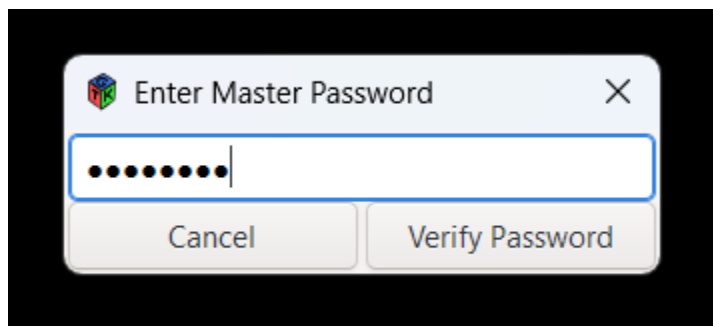 Enter Master Password
••••••••
Cancel
Verify Password